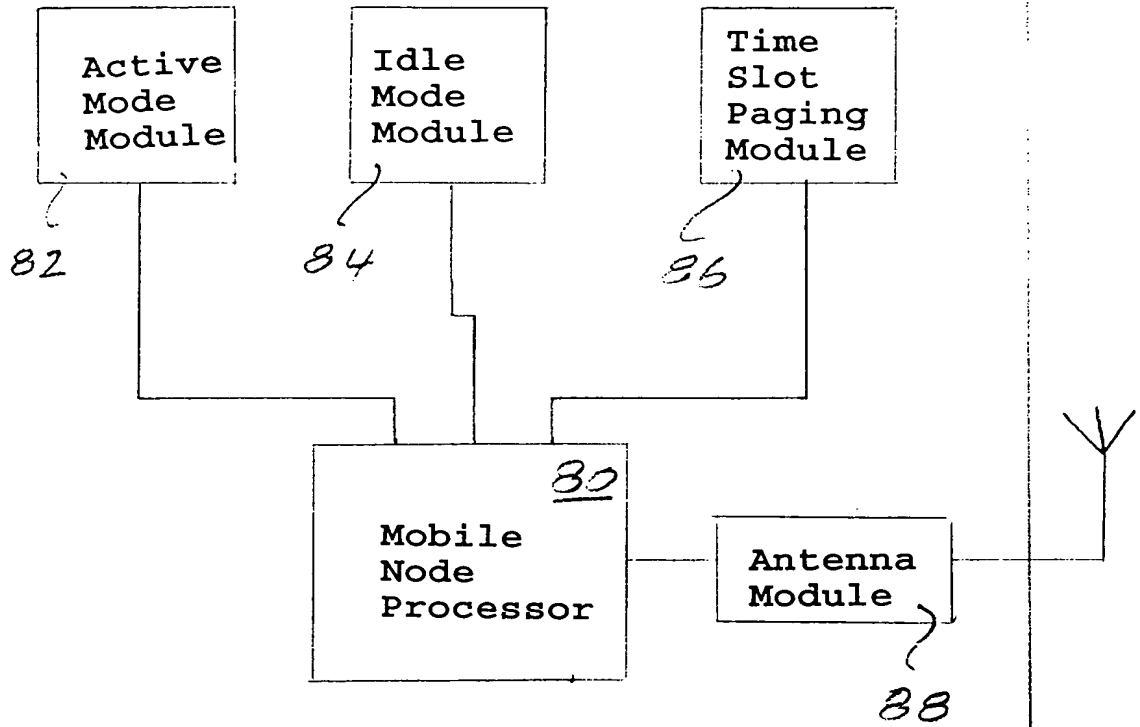 Active
Mode
Module
Idle
Mode
Module
Time
Slot
Paging
Module
82
84
86
80
Mobile
Node
Processor
Antenna
Module
88